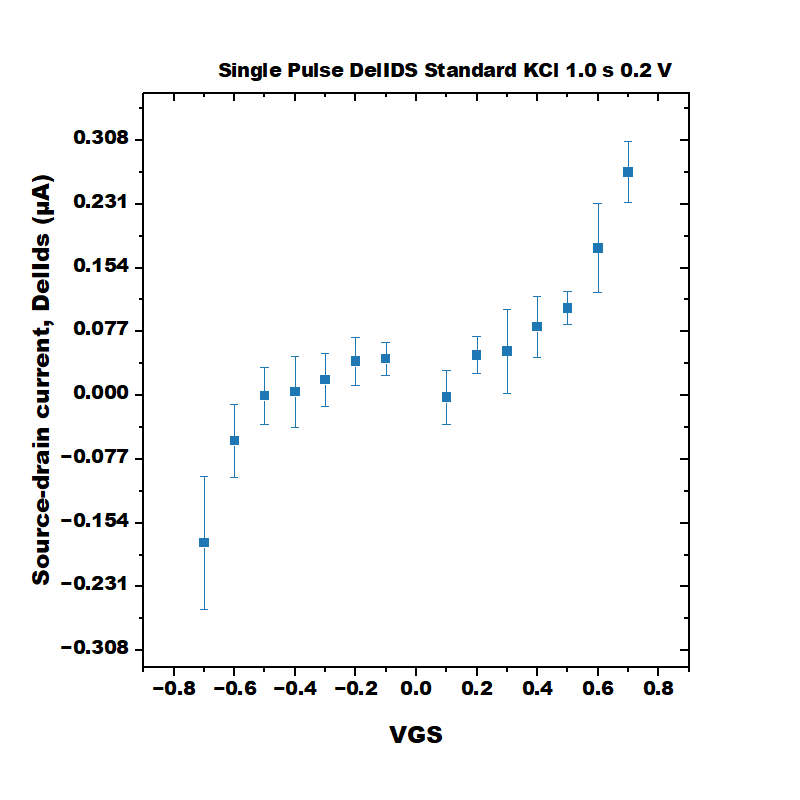 Single Pulse DelIDS Standard KCl 1.0 s 0.2 V
Source-drain current, DelIds (μA)
0.308
0.231
0.154
0.077
0.000
−0.077
−0.154
−0.231
−0.308
−0.8 −0.6 −0.4 −0.2 0.0 0.2 0.4 0.6 0.8
VGS